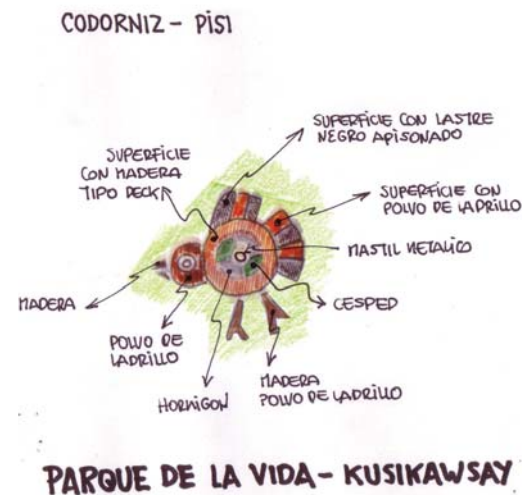 CODORNIZ - PISI
SUPERFICIE CON LASTRE
NEGRO APISONADO
SUPERFICIE
CON MADERA
TIPO DECK
SUPERFICIE CON
POLVO DE LADRILLO
MASTIL METALICO
MADERA
CESPED
POLVO DE
LADRILLO
HORMIGON
MADERA
POLVO DE LADRILLO
PARQUE DE LA VIDA - KUSIKAWSAY